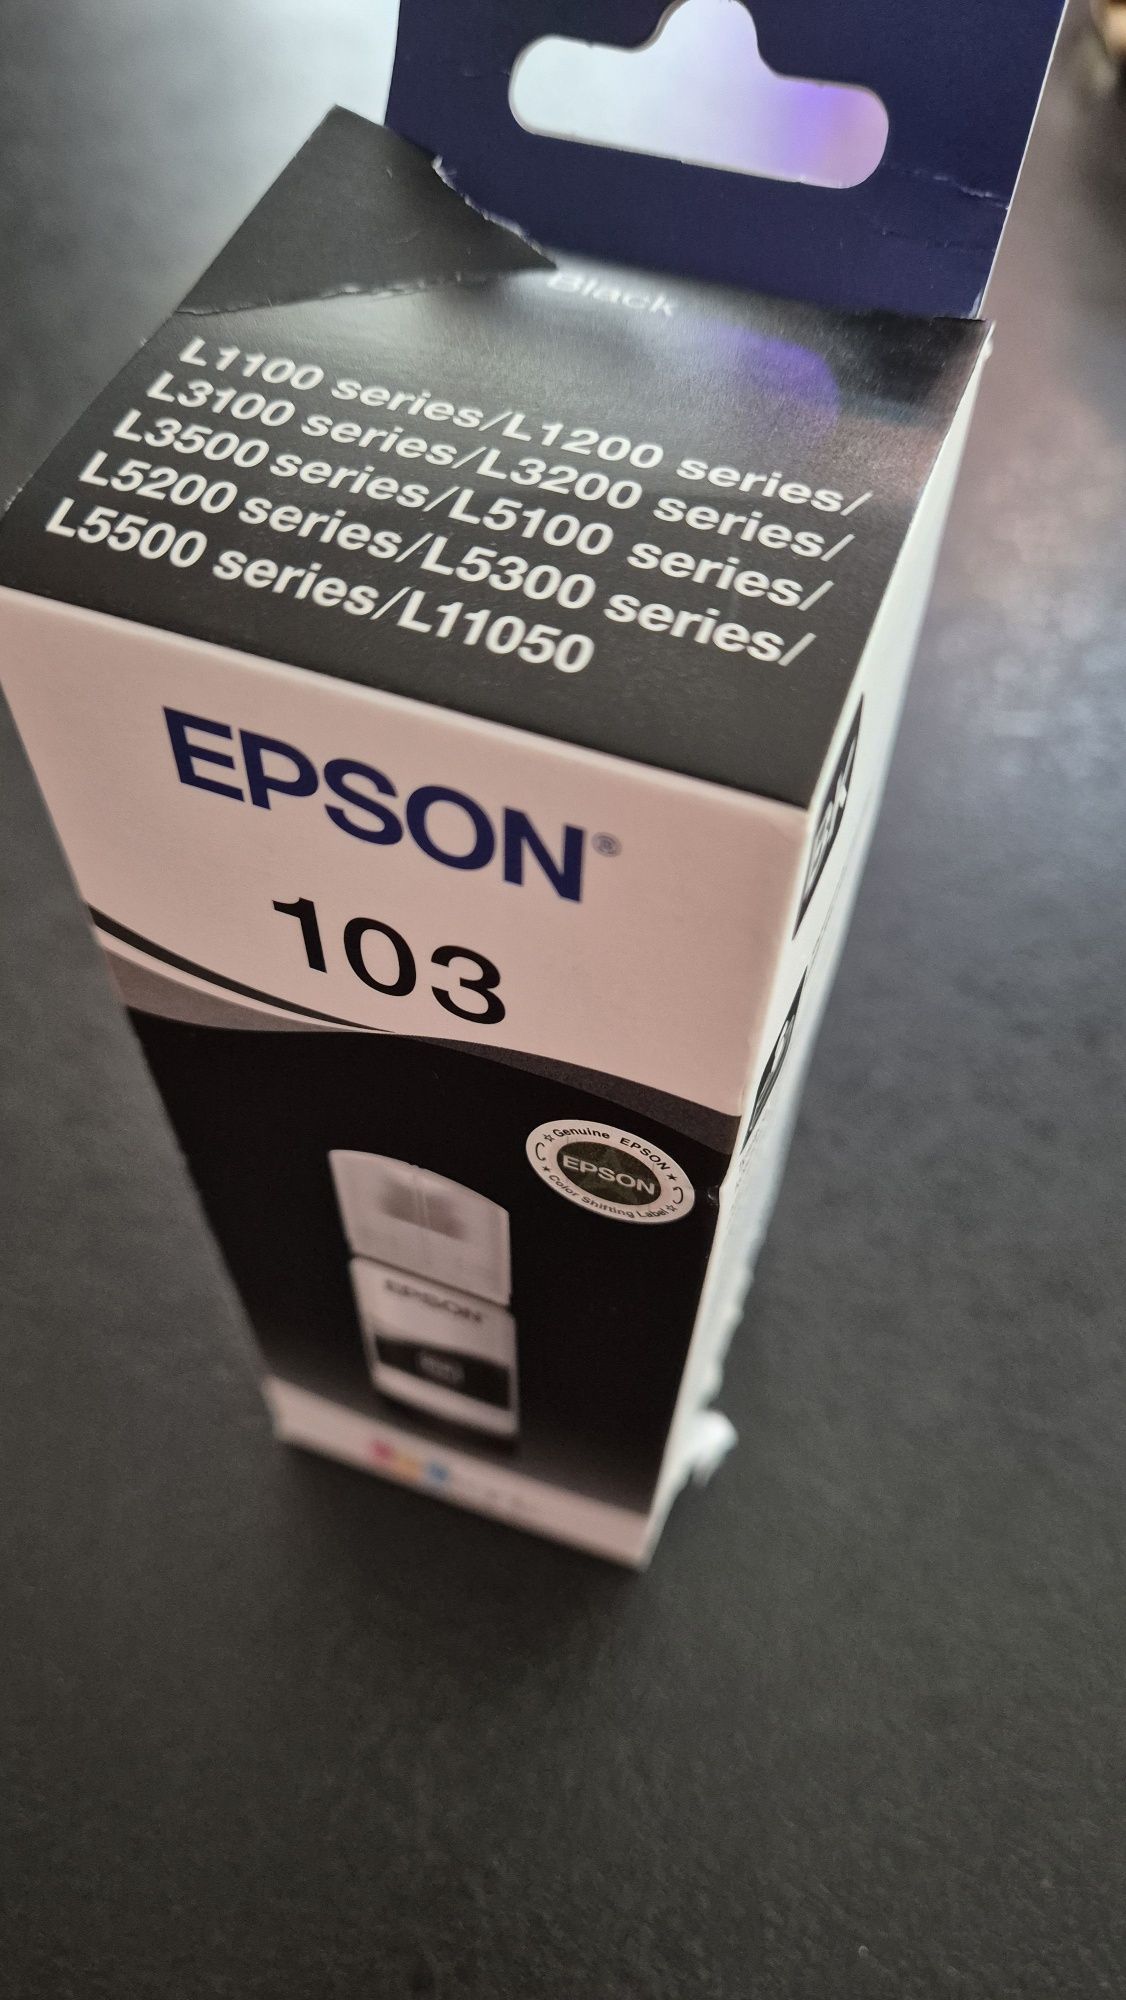 Black
L1100 series/L1200 series/
L3100 series/L3200 series/
L3500 series/L5100 series/
L5200 series/L5300 series/
L5500 series/L11050
EPSON®
103
Genuine EPSON
EPSON
Color Shifting Label
EPSON